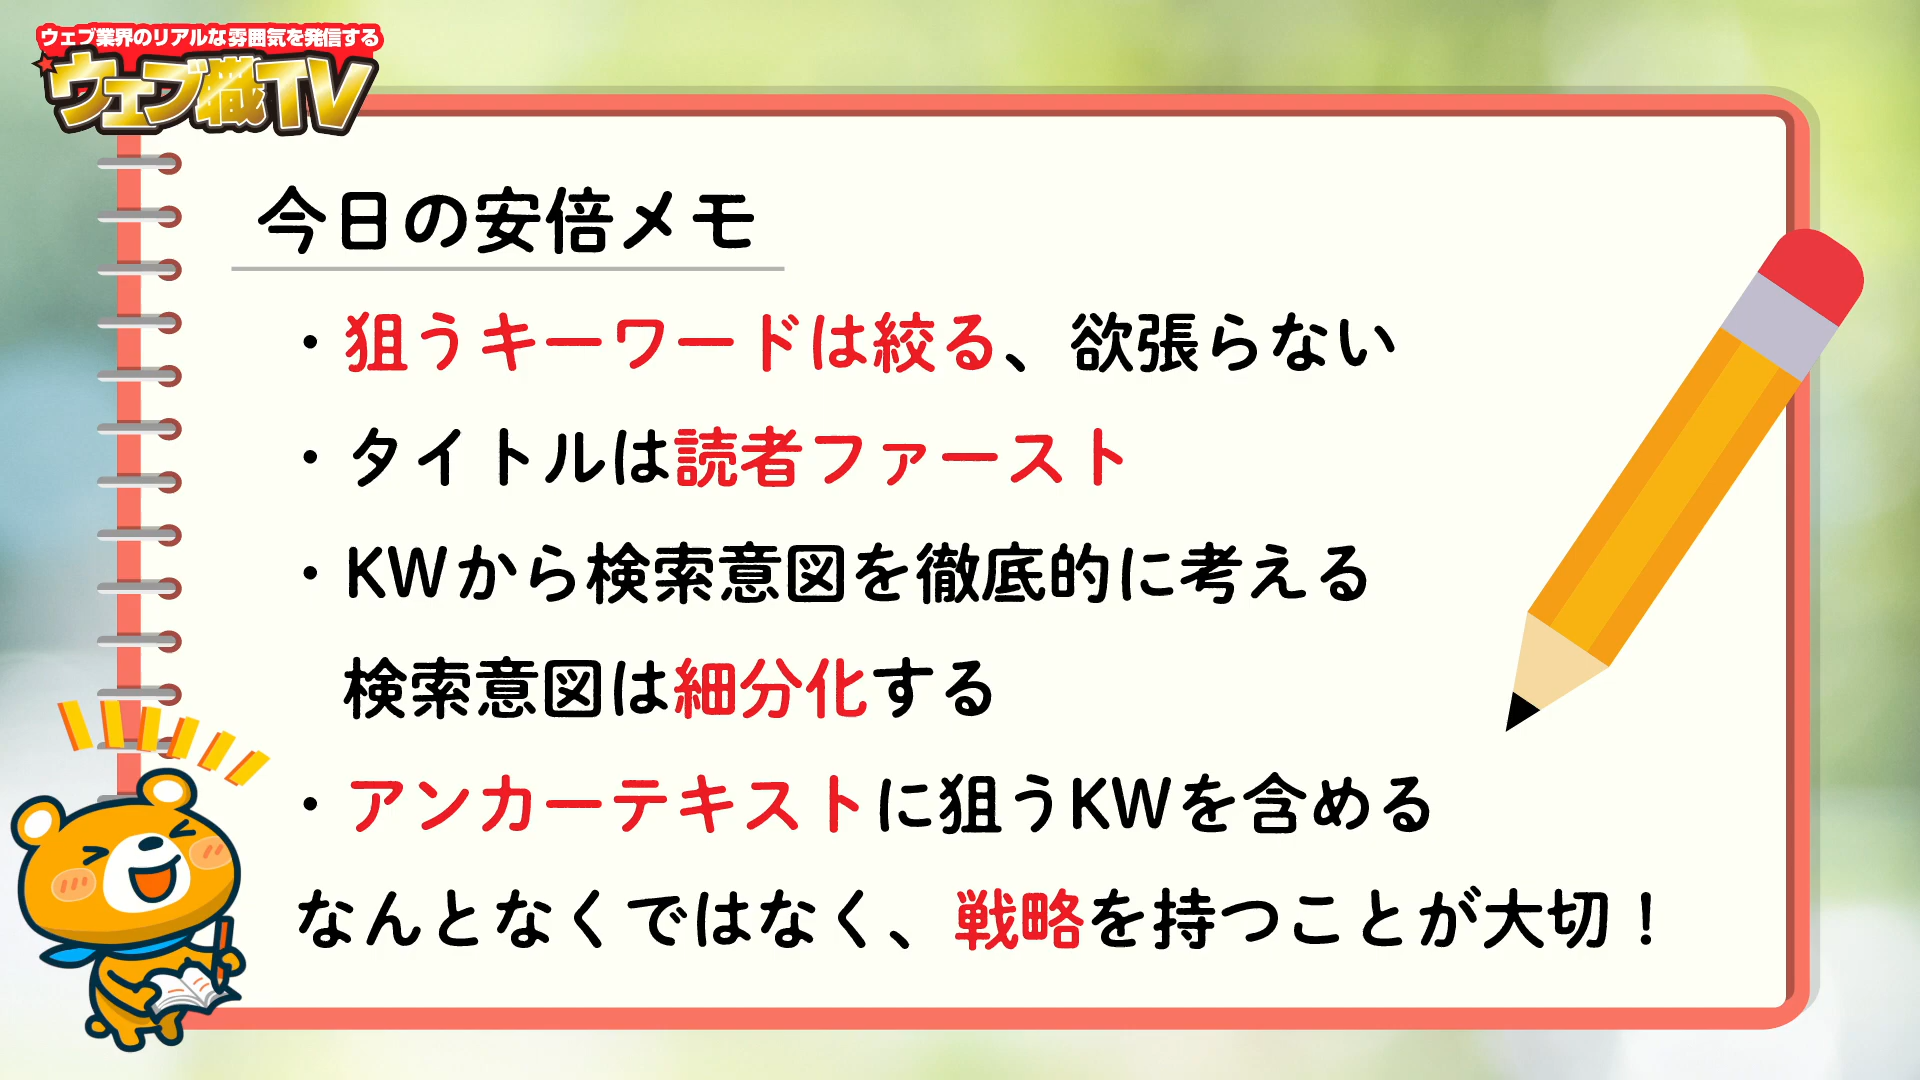 ウェブ業界のリアルな雰囲気を発信する
ウェブ職TV
今日の安倍メモ
・狙うキーワードは絞る、欲張らない
・タイトルは読者ファースト
・KWから検索意図を徹底的に考える
検索意図は細分化する
・アンカーテキストに狙うKWを含める
なんとなくではなく、戦略を持つことが大切！